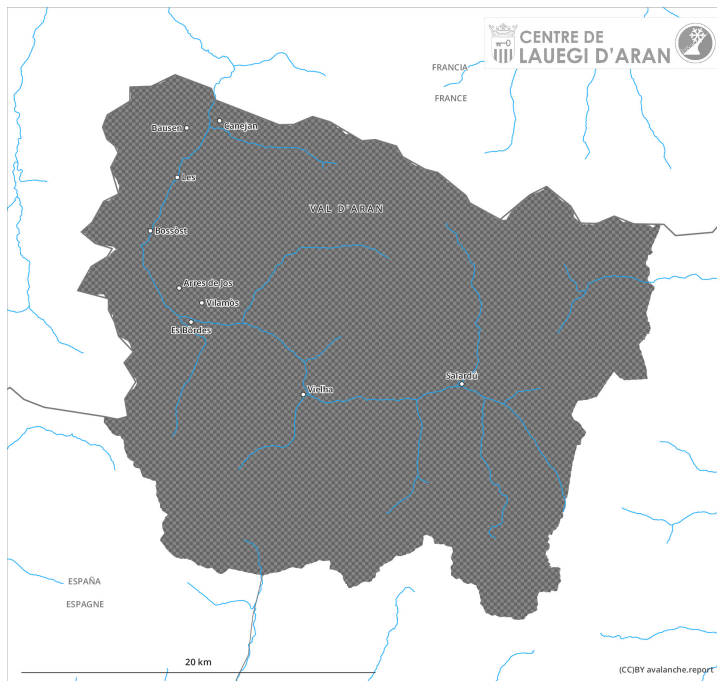 CENTRE DE
LAUEGI D'ARAN
FRANCIA
FRANCE
Bausen
Canejan
Les
VAL D'ARAN
Bossòst
Arres de Jos
Vilamòs
Es Bòrdes
Salardú
Vielha
ESPAÑA
ESPAGNE
20 km
(CC)BY avalanche.report